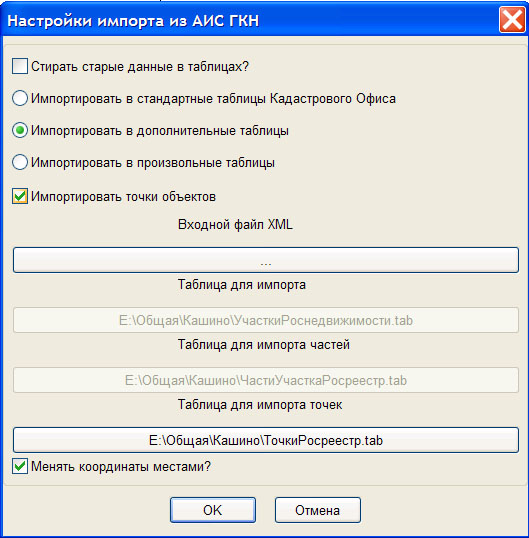 Настройки импорта из АИС ГКН
Стирать старые данные в таблицах?
Импортировать в стандартные таблицы Кадастрового Офиса
Импортировать в дополнительные таблицы
Импортировать в произвольные таблицы
Импортировать точки объектов
Входной файл XML
...
Таблица для импорта
E:\Общая\Кашино\УчасткиРоснедвижимости.tab
Таблица для импорта частей
E:\Общая\Кашино\ЧастиУчасткаРосреестр.tab
Таблица для импорта точек
E:\Общая\Кашино\ТочкиРосреестр.tab
Менять координаты местами?
OK Отмена